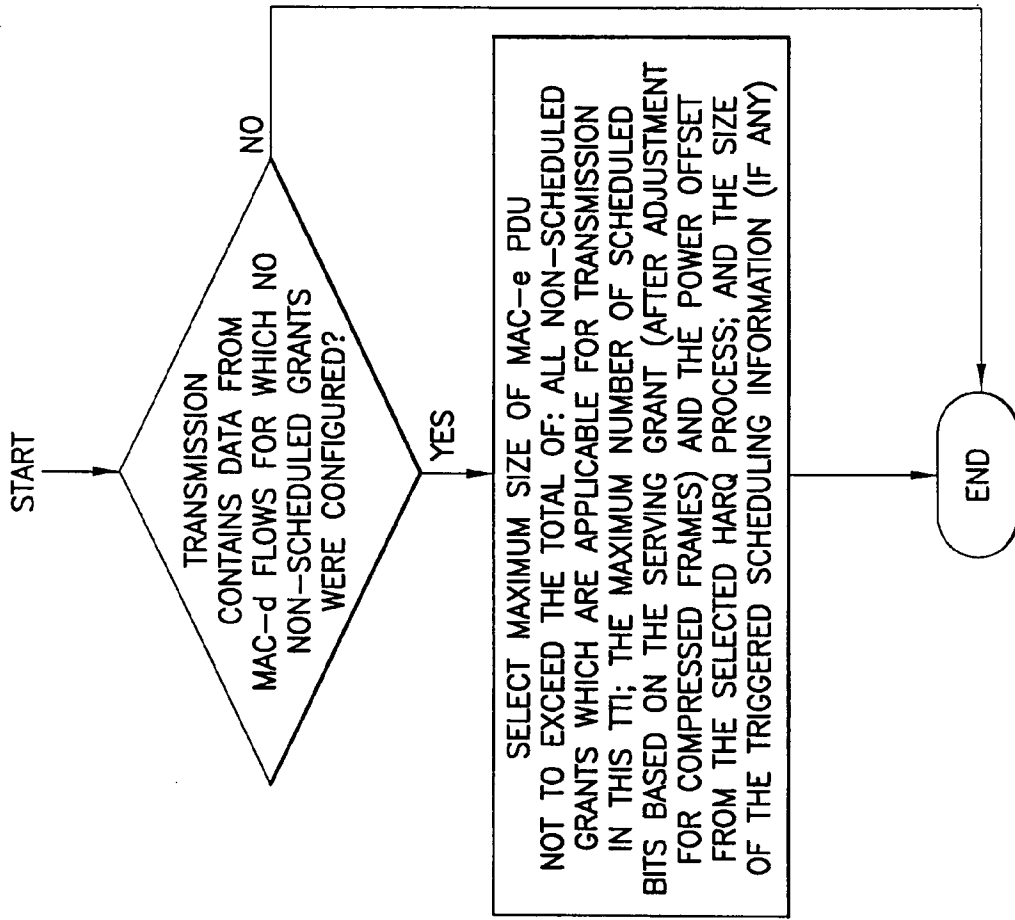 START
TRANSMISSION
CONTAINS DATA FROM
MAC-d FLOWS FOR WHICH NO
NON-SCHEDULED GRANTS
WERE CONFIGURED?
NO
YES
SELECT MAXIMUM SIZE OF MAC-e PDU
NOT TO EXCEED THE TOTAL OF: ALL NON-SCHEDULED
GRANTS WHICH ARE APPLICABLE FOR TRANSMISSION
IN THIS TTI; THE MAXIMUM NUMBER OF SCHEDULED
BITS BASED ON THE SERVING GRANT (AFTER ADJUSTMENT
FOR COMPRESSED FRAMES) AND THE POWER OFFSET
FROM THE SELECTED HARQ PROCESS; AND THE SIZE
OF THE TRIGGERED SCHEDULING INFORMATION (IF ANY)
END